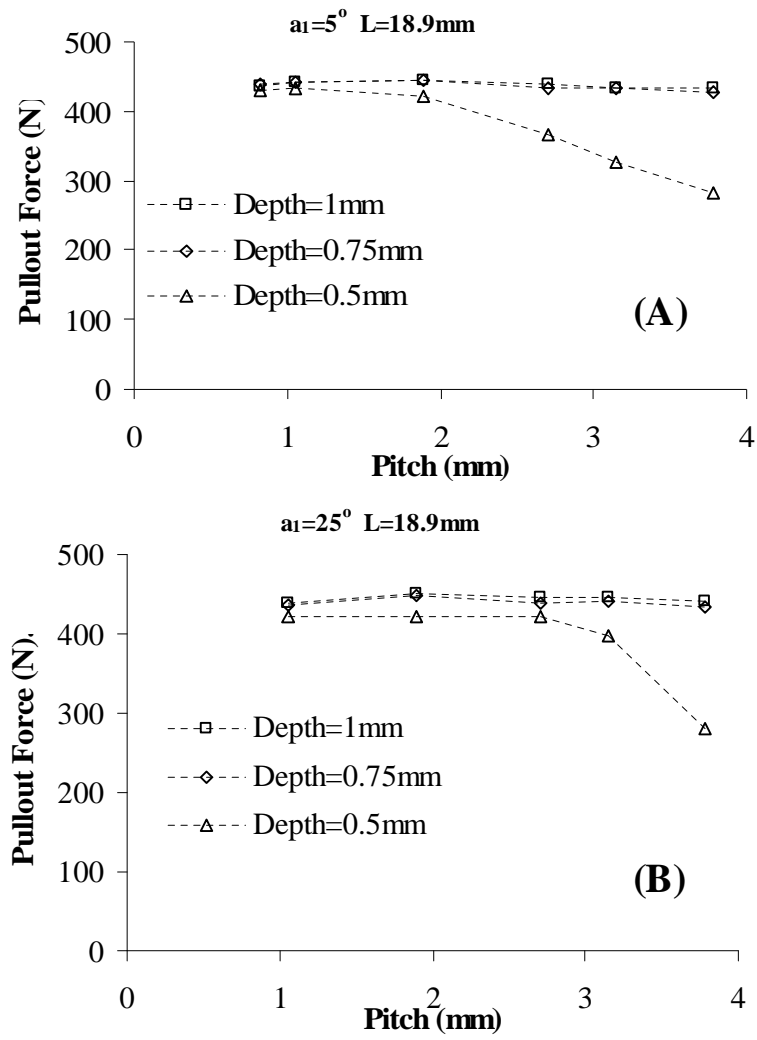 a₁=5° L=18.9mm
500
400
300
200
100
0
Pullout Force (N)
Depth=1mm
Depth=0.75mm
Depth=0.5mm
(A)
0 1 2 3 4
Pitch (mm)
a₁=25° L=18.9mm
500
400
300
200
100
0
Pullout Force (N).
Depth=1mm
Depth=0.75mm
Depth=0.5mm
(B)
0 1 2 3 4
Pitch (mm)